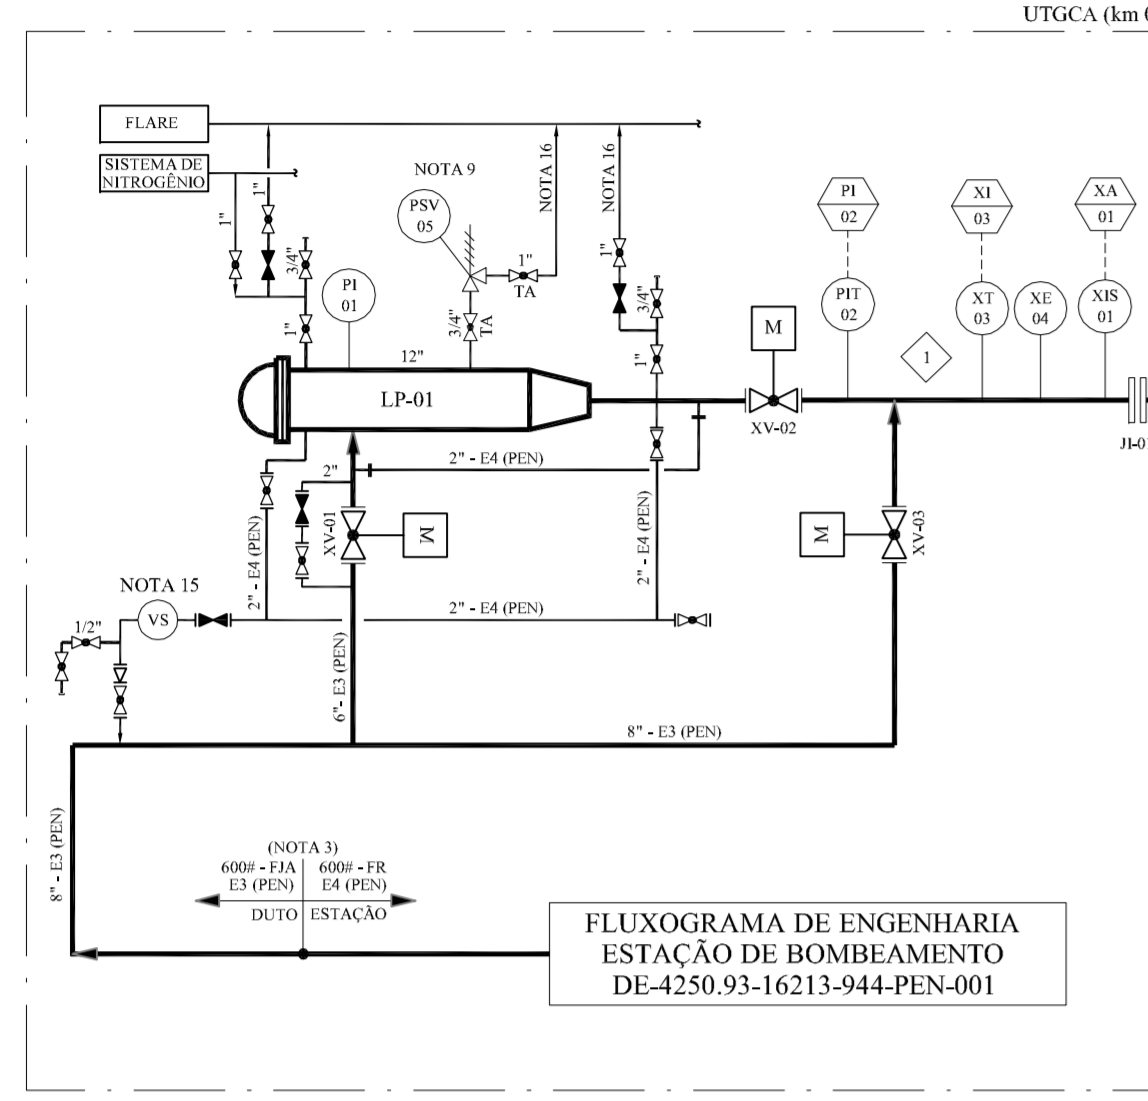 UTGCA (km
FLARE
SISTEMA DE
NITROGÊNIO
1"
1"
3/4"
1"
NOTA 9
PSV
05
NOTA 16
1"
TA
3/4"
TA
PI
01
12"
LP-01
NOTA 16
1"
3/4"
1"
M
XV-02
PI
02
PIT
02
XI
03
XT
03
XE
04
XA
01
XIS
01
1
2" - E4 (PEN)
2"
XV-01
M
2" - E4 (PEN)
2" - E4 (PEN)
M
XV-03
NOTA 15
VS
1/2"
2" - E4 (PEN)
6"- E3 (PEN)
8" - E3 (PEN)
8" - E3 (PEN)
(NOTA 3)
600# - FJA
E3 (PEN)
DUTO
600# - FR
E4 (PEN)
ESTAÇÃO
FLUXOGRAMA DE ENGENHARIA
ESTAÇÃO DE BOMBEAMENTO
DE-4250.93-16213-944-PEN-001